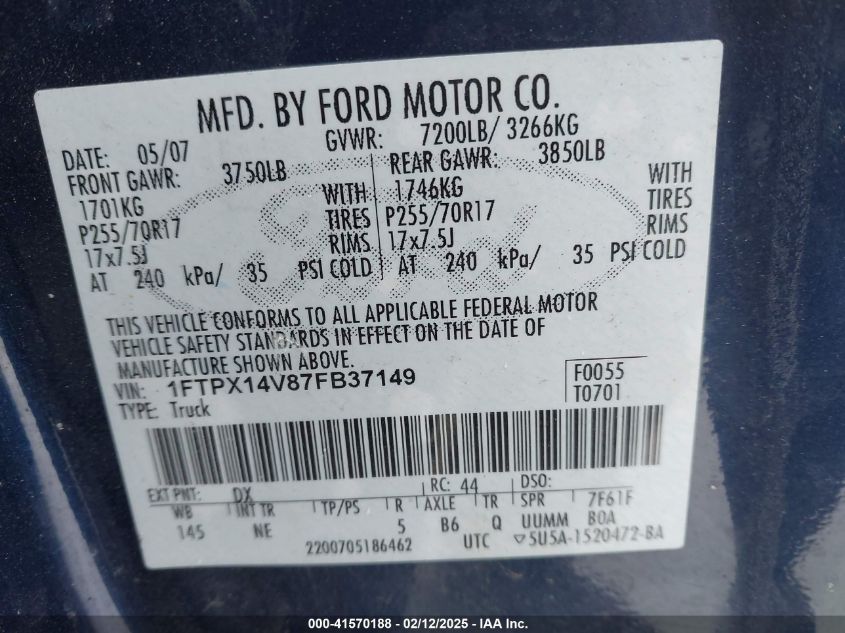 MFD. BY FORD MOTOR CO.
DATE: 05/07 GVWR: 7200LB/ 3266KG
FRONT GAWR: 3750LB REAR GAWR: 3850LB
1701KG WITH 1746KG WITH
P255/70R17 TIRES P255/70R17 TIRES
17x7.5J RIMS 17x7.5J RIMS
AT 240 kPa/ 35 PSI COLD AT 240 kPa/ 35 PSI COLD
Ford
THIS VEHICLE CONFORMS TO ALL APPLICABLE FEDERAL MOTOR
VEHICLE SAFETY STANDARDS IN EFFECT ON THE DATE OF
MANUFACTURE SHOWN ABOVE.
VIN: 1FTPX14V87FB37149 F0055
TYPE: Truck T0701
EXT PNT: DX RC: 44 DSO:
WB INT TR TP/PS R AXLE TR SPR 7F61F
145 NE 5 B6 Q UUMM BOA
2200705186462 UTC ▽5U5A-1520472-BA
000-41570188 - 02/12/2025 - IAA Inc.